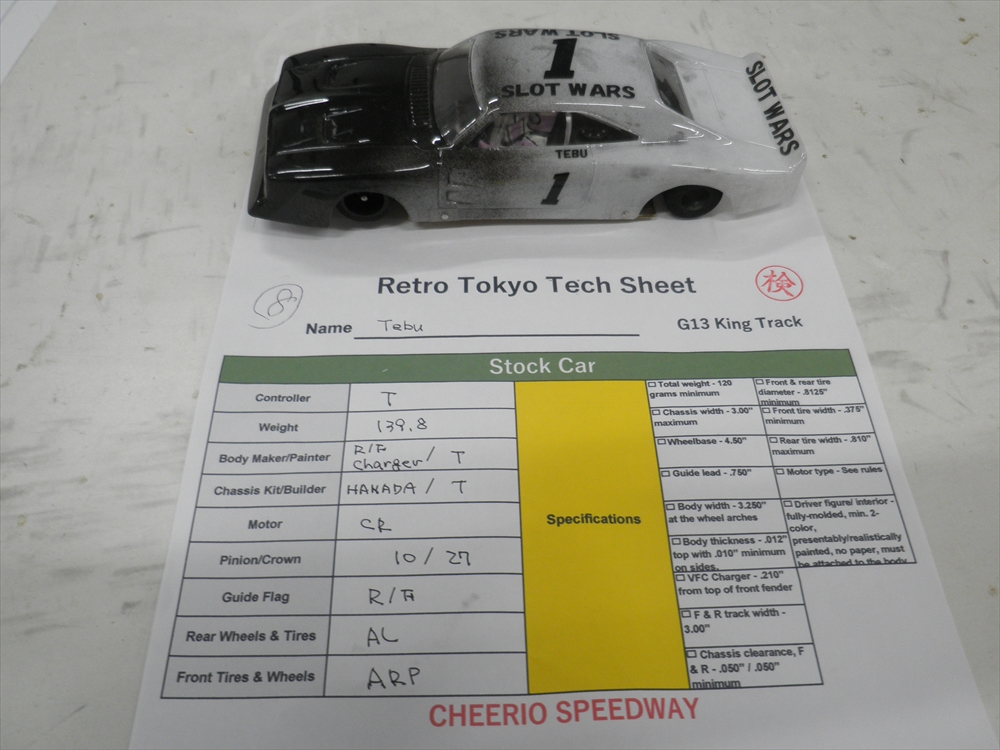 SLOT WARS
1
SLOT WARS
SLOT WARS
TEBU
1
Retro Tokyo Tech Sheet
検
8
Name Tebu
G13 King Track
Stock Car
Controller T
Weight 139.8
Body Maker/Painter R/F Charger / T
Chassis Kit/Builder HAKADA / T
Motor CR
Pinion/Crown 10 / 27
Guide Flag R/F
Rear Wheels & Tires AL
Front Tires & Wheels ARP
Specifications
Total weight - 120
grams minimum
Chassis width - 3.00"
maximum
Wheelbase - 4.50"
Guide lead - .750"
Body width - 3.250"
at the wheel arches
Body thickness - .012"
top with .010" minimum
on sides.
VFC Charger - .210"
from top of front fender
F & R track width -
3.00"
Chassis clearance, F
& R - .050" / .050"
minimum
Front & rear tire
diameter - .8125"
minimum
Front tire width - .375"
minimum
Rear tire width - .810"
maximum
Motor type - See rules
Driver figure/ interior -
fully-molded, min. 2-
color,
presentably/realistically
painted, no paper, must
be attached to the body
CHEERIO SPEEDWAY